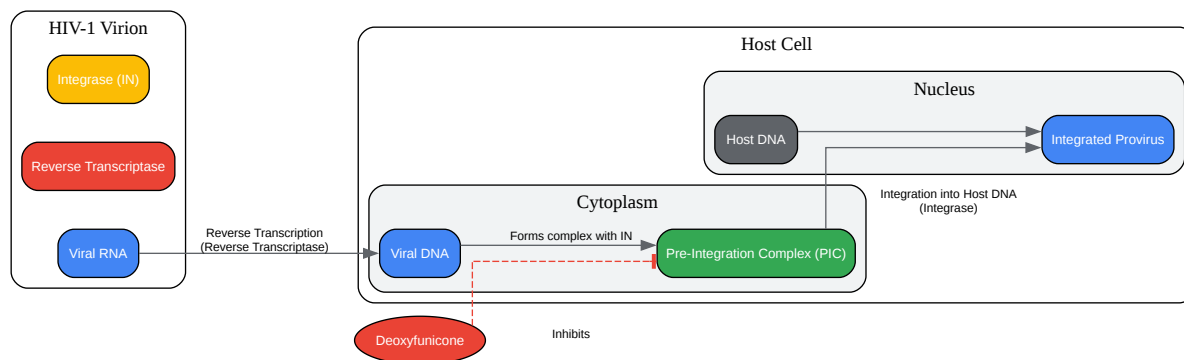 HIV-1 Virion
Integrase (IN)
Reverse Transcriptase
Viral RNA
Reverse Transcription
(Reverse Transcriptase)
Host Cell
Nucleus
Host DNA
Integrated Provirus
Integration into Host DNA
(Integrase)
Cytoplasm
Viral DNA
Forms complex with IN
Pre-Integration Complex (PIC)
Deoxyfunicone
Inhibits